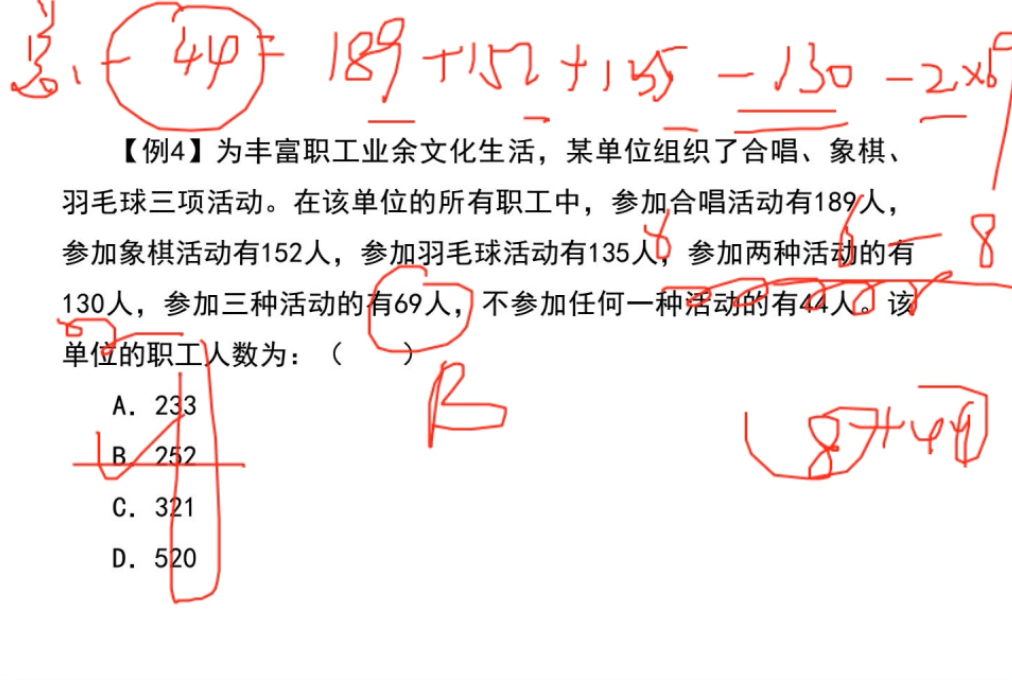 总 - 44 = 189 + 152 + 135 - 130 - 2×69
【例4】为丰富职工业余文化生活，某单位组织了合唱、象棋、
羽毛球三项活动。在该单位的所有职工中，参加合唱活动有189人，
参加象棋活动有152人，参加羽毛球活动有135人，参加两种活动的有
130人，参加三种活动的有69人，不参加任何一种活动的有44人。该
单位的职工人数为：（ ）
A. 233
B. 252
C. 321
D. 520
B
8
8+44